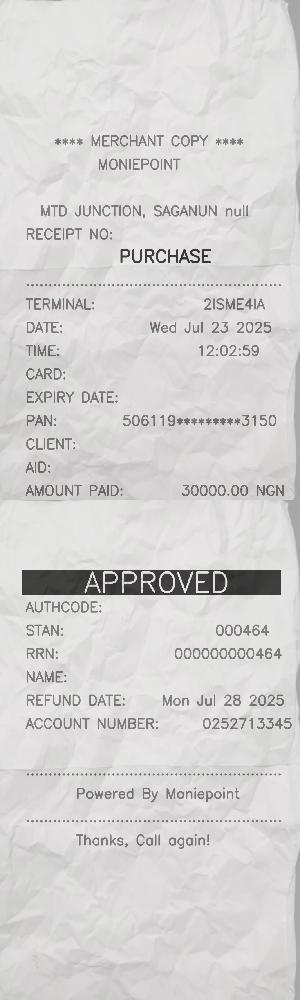 **** MERCHANT COPY ****
MONIEPOINT
MTD JUNCTION, SAGANUN null
RECEIPT NO:
PURCHASE
TERMINAL: 2ISME4IA
DATE: Wed Jul 23 2025
TIME: 12:02:59
CARD:
EXPIRY DATE:
PAN: 506119*********3150
CLIENT:
AID:
AMOUNT PAID: 30000.00 NGN
APPROVED
AUTHCODE:
STAN: 000464
RRN: 000000000464
NAME:
REFUND DATE: Mon Jul 28 2025
ACCOUNT NUMBER: 0252713345
Powered By Moniepoint
Thanks, Call again!